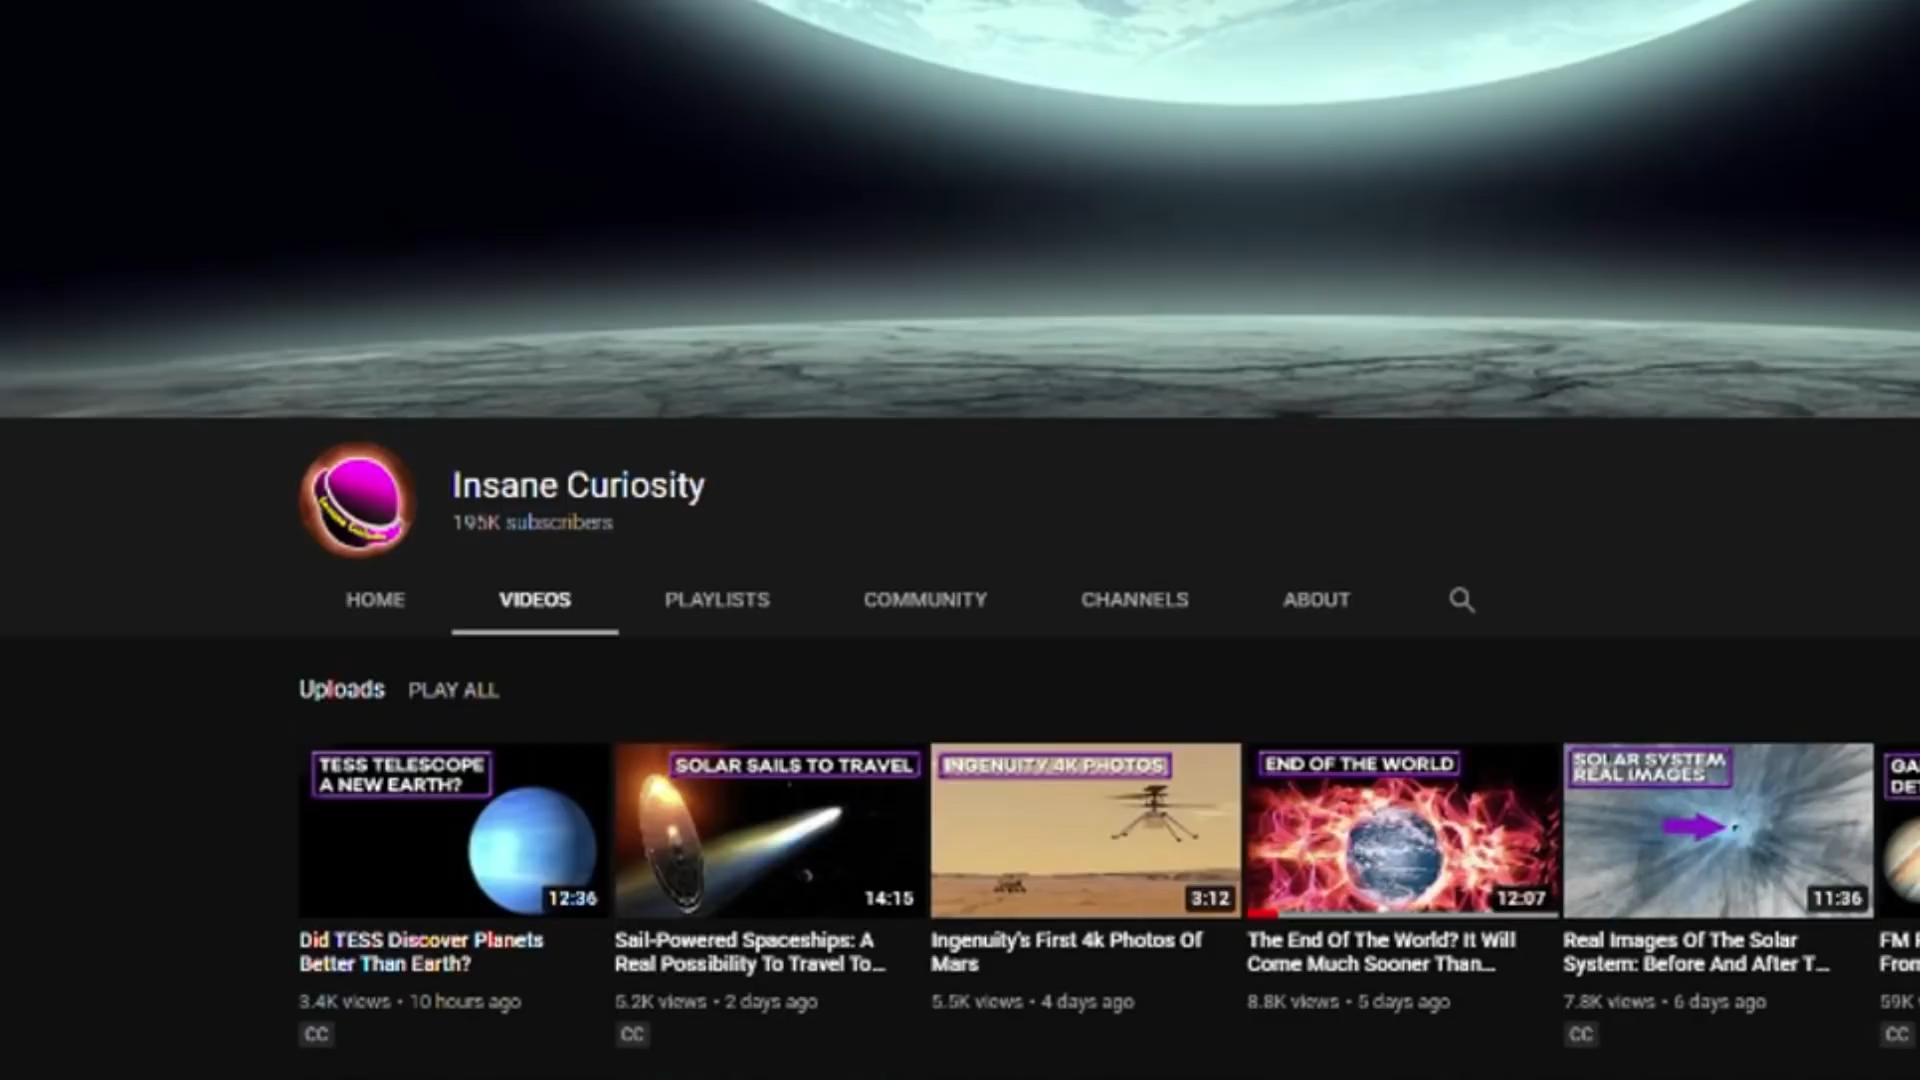 Insane Curiosity
195K subscribers
HOME VIDEOS PLAYLISTS COMMUNITY CHANNELS ABOUT
Uploads PLAY ALL
TESS TELESCOPE
A NEW EARTH?
12:36
SOLAR SAILS TO TRAVEL
14:15
INGENUITY 4K PHOTOS
3:12
END OF THE WORLD
12:07
SOLAR SYSTEM
REAL IMAGES
11:36
GA
DET
Did TESS Discover Planets
Better Than Earth?
3.4K views • 10 hours ago
CC
Sail-Powered Spaceships: A
Real Possibility To Travel To...
5.2K views • 2 days ago
CC
Ingenuity's First 4k Photos Of
Mars
5.5K views • 4 days ago
The End Of The World? It Will
Come Much Sooner Than...
8.8K views • 5 days ago
Real Images Of The Solar
System: Before And After T...
7.8K views • 6 days ago
CC
FM
From
59K
CC